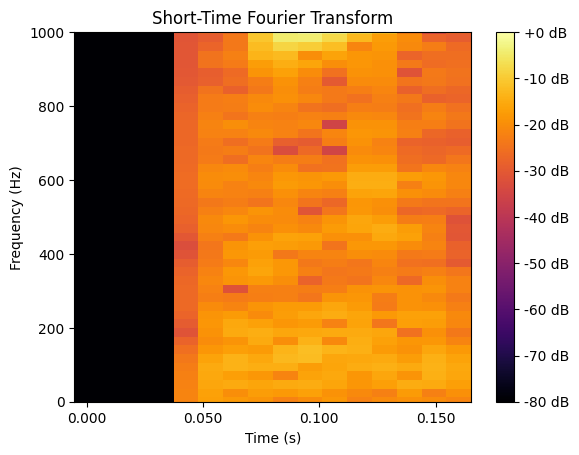 Short-Time Fourier Transform
1000
800
600
400
200
0
Frequency (Hz)
0.000
0.050
0.100
0.150
Time (s)
+0 dB
-10 dB
-20 dB
-30 dB
-40 dB
-50 dB
-60 dB
-70 dB
-80 dB